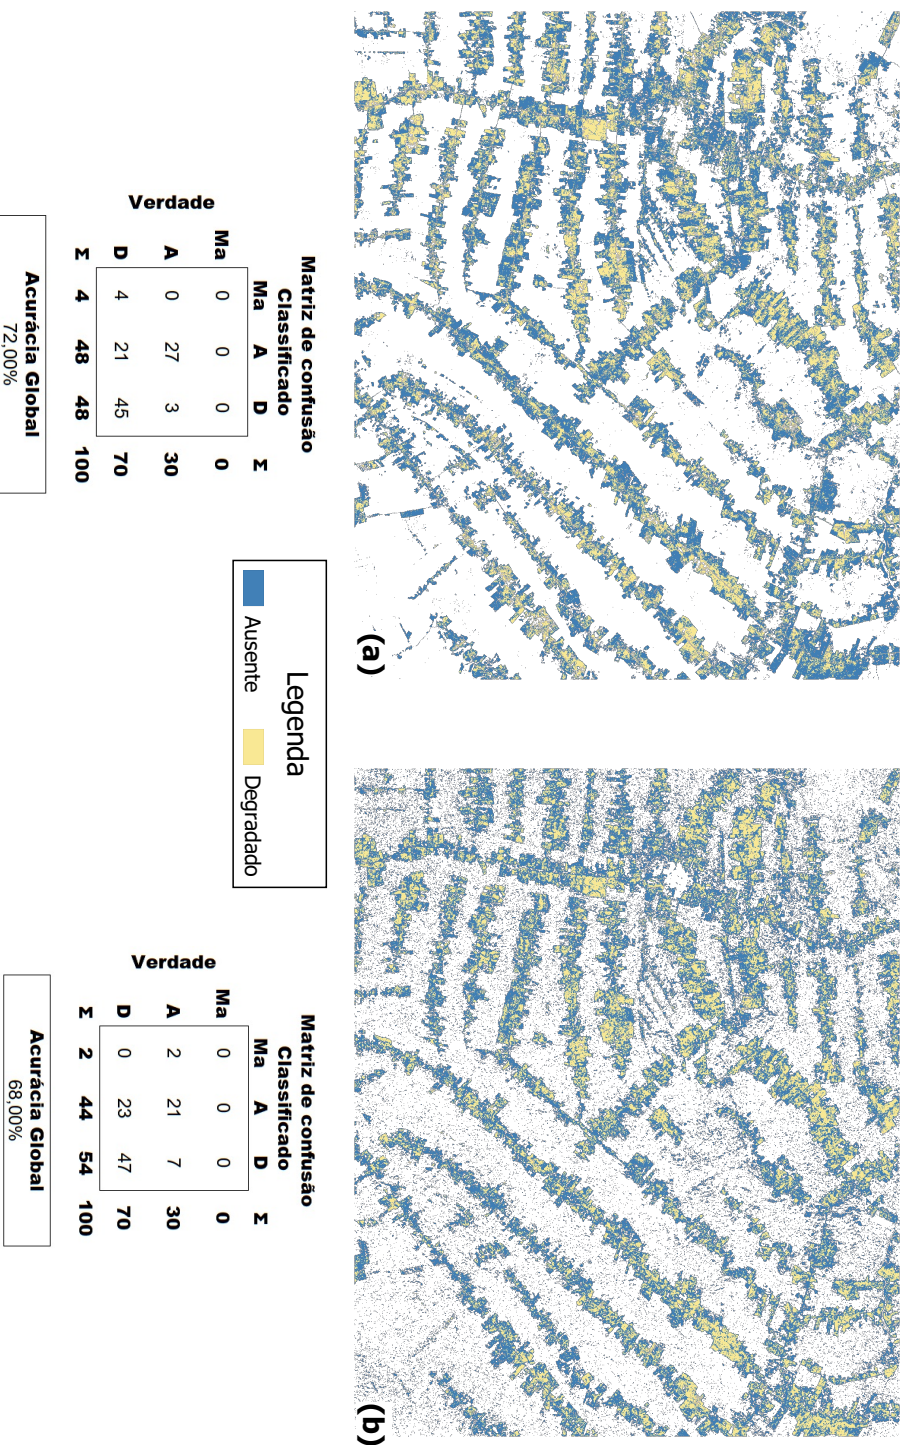 (a)
(b)
Matriz de confusão
Classificado
Ma A D Σ
Verdade
Ma 0 0 0 0
A 0 27 3 30
D 4 21 45 70
Σ 4 48 48 100
Acurácia Global
72,00%
Legenda
Ausente Degradado
Matriz de confusão
Classificado
Ma A D Σ
Verdade
Ma 0 0 0 0
A 2 21 7 30
D 0 23 47 70
Σ 2 44 54 100
Acurácia Global
68,00%